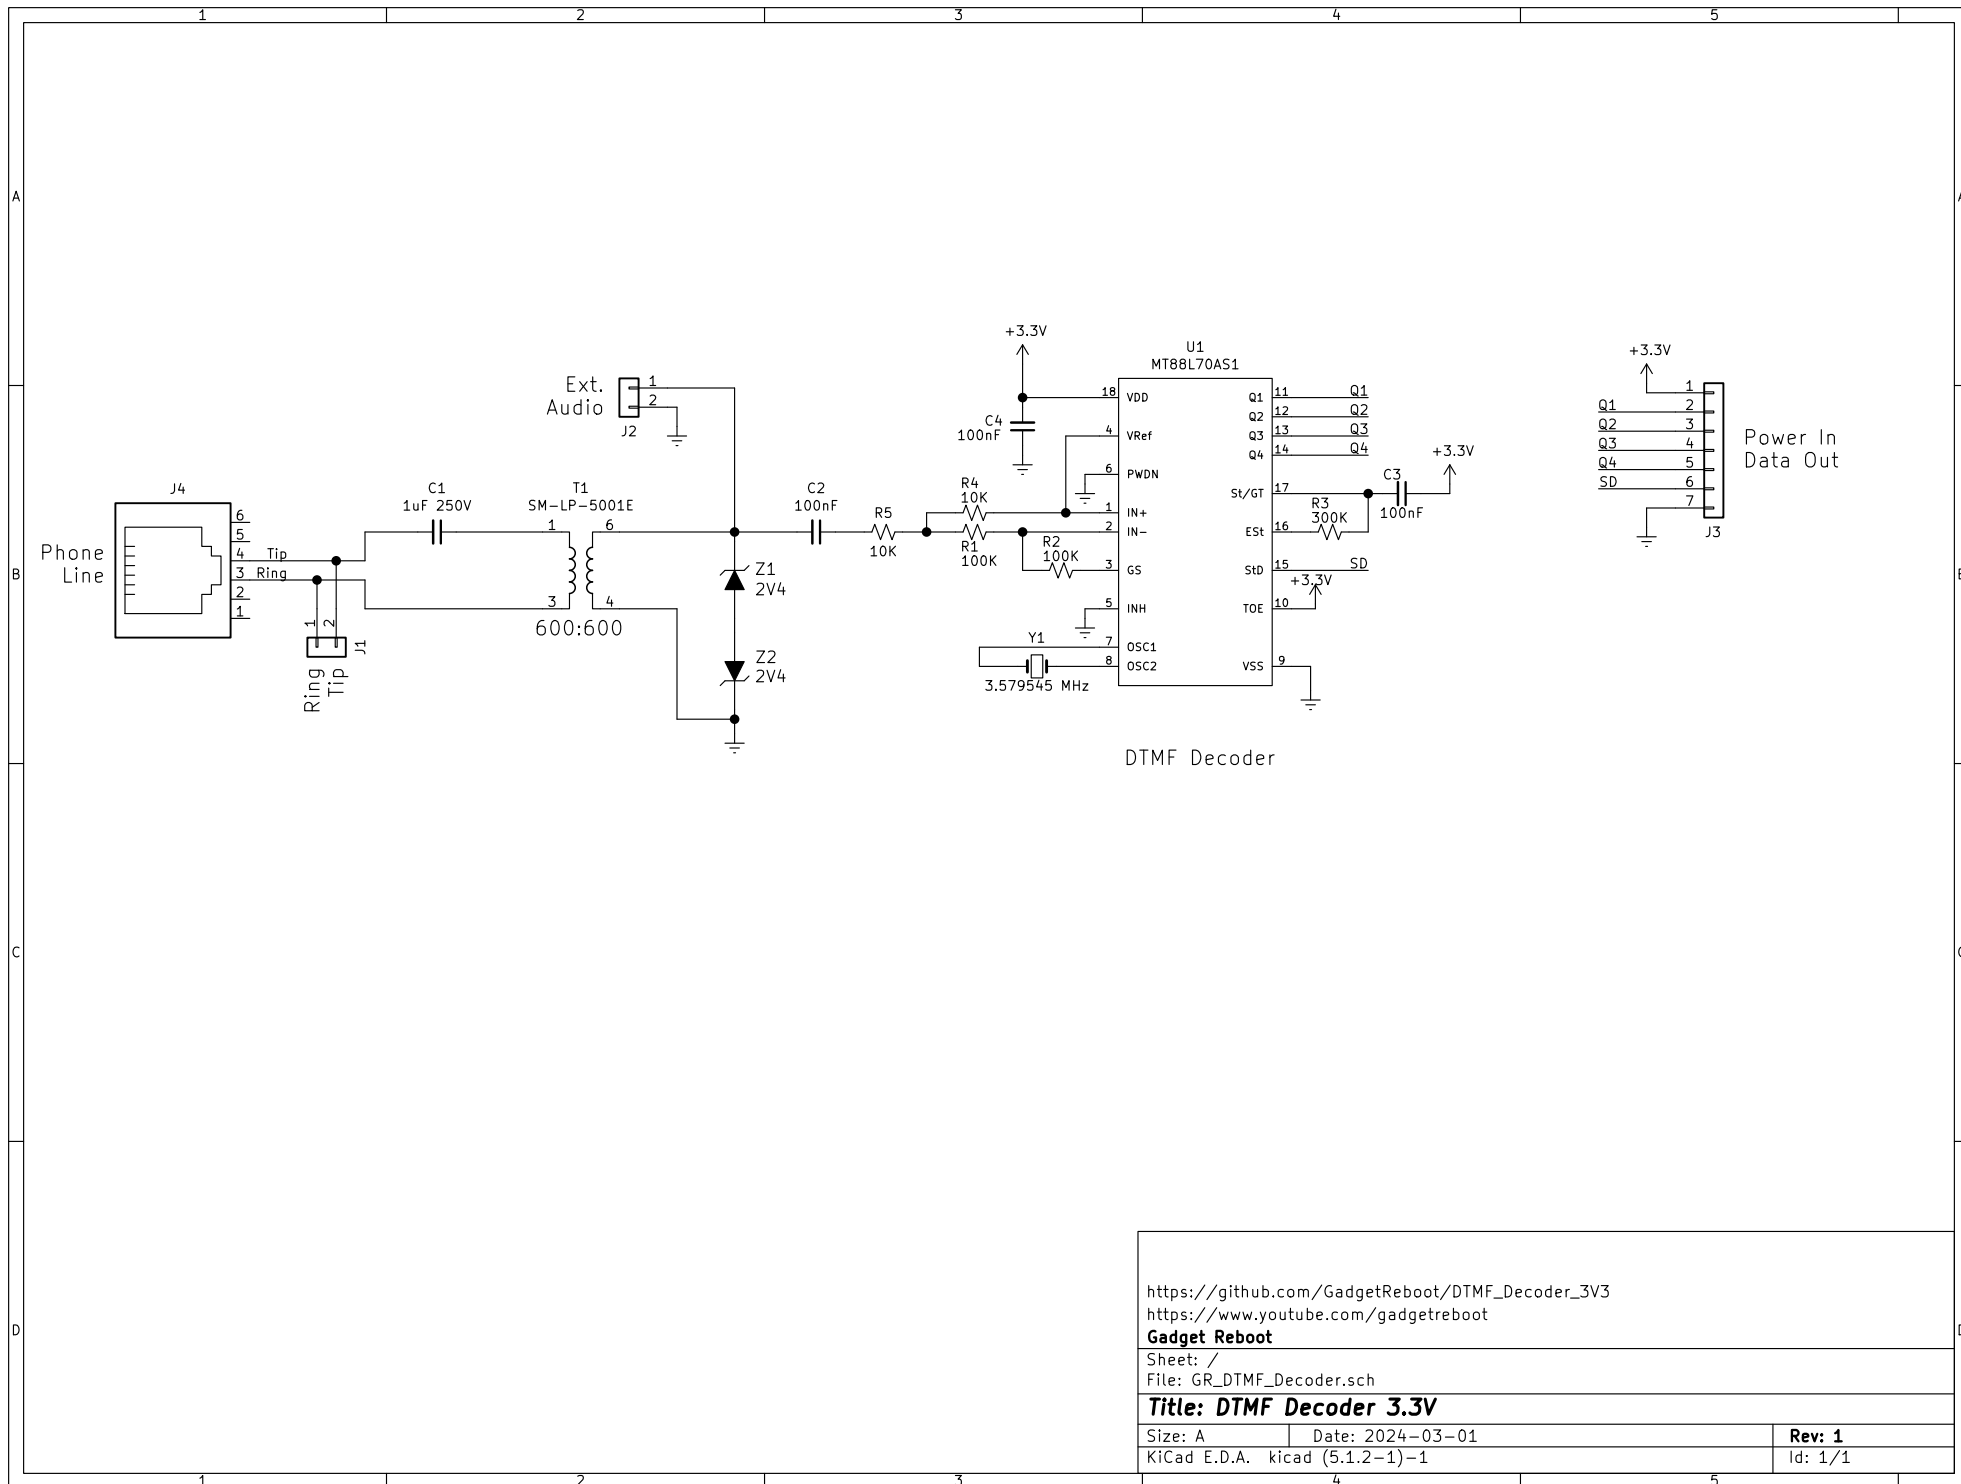 1 2 3 4 5
A
B
C
D
Phone
Line
J4
6
5
4
3
2
1
Tip
Ring
1
2
J1
Ring
Tip
C1
1uF 250V
T1
SM-LP-5001E
1
6
3
4
600:600
Ext.
Audio
1
2
J2
Z1
2V4
Z2
2V4
C2
100nF
R5
10K
R4
10K
R1
100K
R2
100K
+3.3V
C4
100nF
Y1
3.579545 MHz
U1
MT88L70AS1
18 VDD
4 VRef
6 PWDN
1 IN+
2 IN-
3 GS
5 INH
7 OSC1
8 OSC2
Q1 11 Q1
Q2 12 Q2
Q3 13 Q3
Q4 14 Q4
St/GT 17
ESt 16
StD 15 SD
TOE 10
VSS 9
R3
300K
C3
100nF
+3.3V
+3.3V
DTMF Decoder
+3.3V
1
Q1 2
Q2 3
Q3 4
Q4 5
SD 6
7
J3
Power In
Data Out
https://github.com/GadgetReboot/DTMF_Decoder_3V3
https://www.youtube.com/gadgetreboot
Gadget Reboot
Sheet: /
File: GR_DTMF_Decoder.sch
Title: DTMF Decoder 3.3V
Size: A Date: 2024-03-01 Rev: 1
KiCad E.D.A. kicad (5.1.2-1)-1 Id: 1/1
1 2 3 4 5